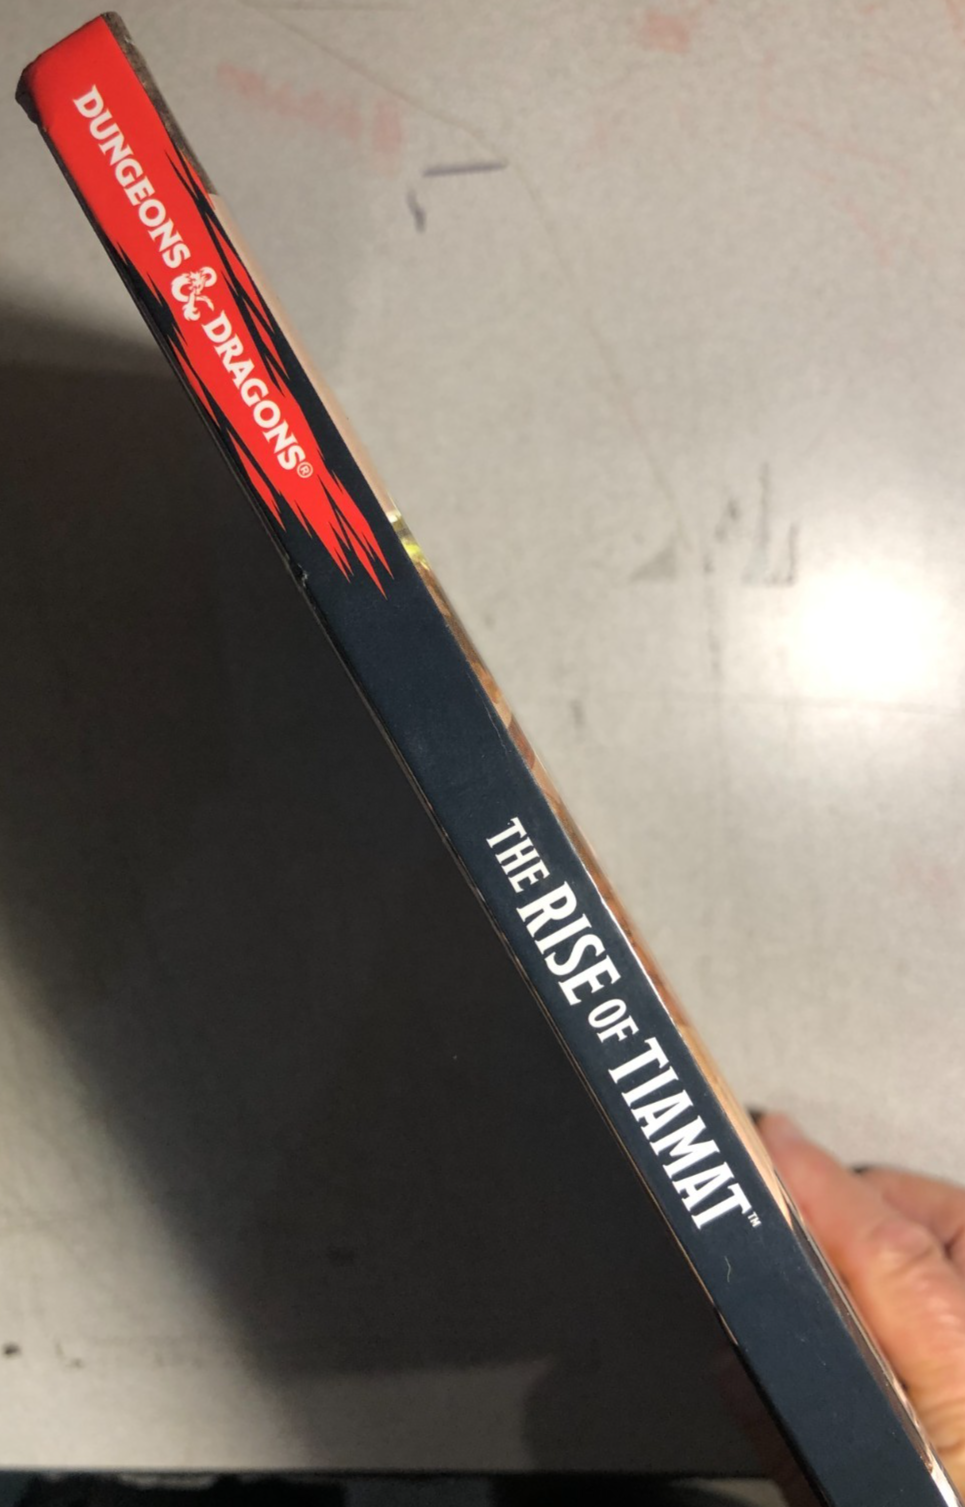 DUNGEONS & DRAGONS®
THE RISE OF TIAMAT™